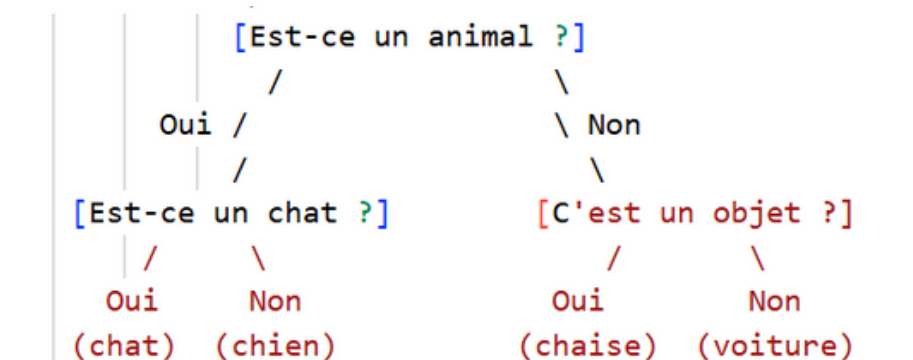 [Est-ce un animal ?]
/ \
Oui / \ Non
/ \
[Est-ce un chat ?] [C'est un objet ?]
/ \ / \
Oui Non Oui Non
(chat) (chien) (chaise) (voiture)